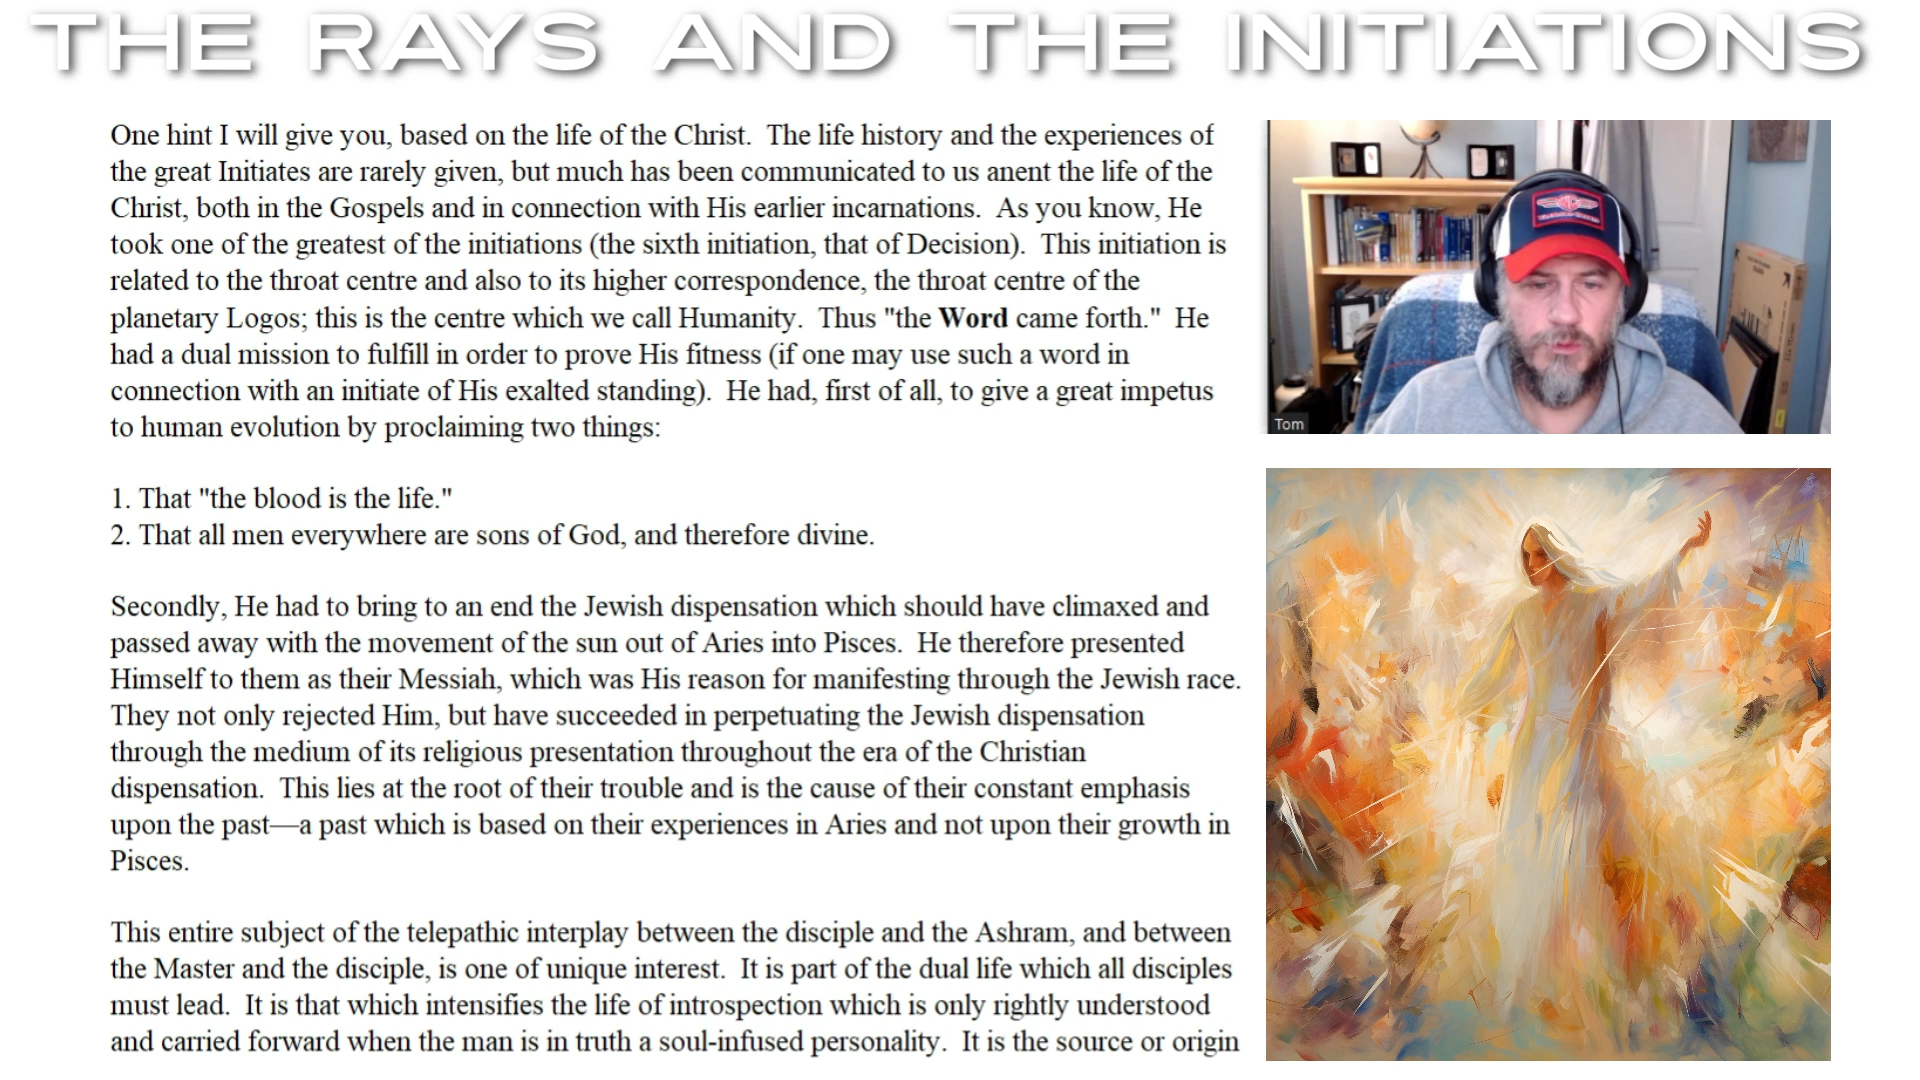 THE RAYS AND THE INITIATIONS
One hint I will give you, based on the life of the Christ.  The life history and the experiences of
the great Initiates are rarely given, but much has been communicated to us anent the life of the
Christ, both in the Gospels and in connection with His earlier incarnations.  As you know, He
took one of the greatest of the initiations (the sixth initiation, that of Decision).  This initiation is
related to the throat centre and also to its higher correspondence, the throat centre of the
planetary Logos; this is the centre which we call Humanity.  Thus "the Word came forth."  He
had a dual mission to fulfill in order to prove His fitness (if one may use such a word in
connection with an initiate of His exalted standing).  He had, first of all, to give a great impetus
to human evolution by proclaiming two things:
1. That "the blood is the life."
2. That all men everywhere are sons of God, and therefore divine.
Secondly, He had to bring to an end the Jewish dispensation which should have climaxed and
passed away with the movement of the sun out of Aries into Pisces.  He therefore presented
Himself to them as their Messiah, which was His reason for manifesting through the Jewish race.
They not only rejected Him, but have succeeded in perpetuating the Jewish dispensation
through the medium of its religious presentation throughout the era of the Christian
dispensation.  This lies at the root of their trouble and is the cause of their constant emphasis
upon the past—a past which is based on their experiences in Aries and not upon their growth in
Pisces.
This entire subject of the telepathic interplay between the disciple and the Ashram, and between
the Master and the disciple, is one of unique interest.  It is part of the dual life which all disciples
must lead.  It is that which intensifies the life of introspection which is only rightly understood
and carried forward when the man is in truth a soul-infused personality.  It is the source or origin
Tom